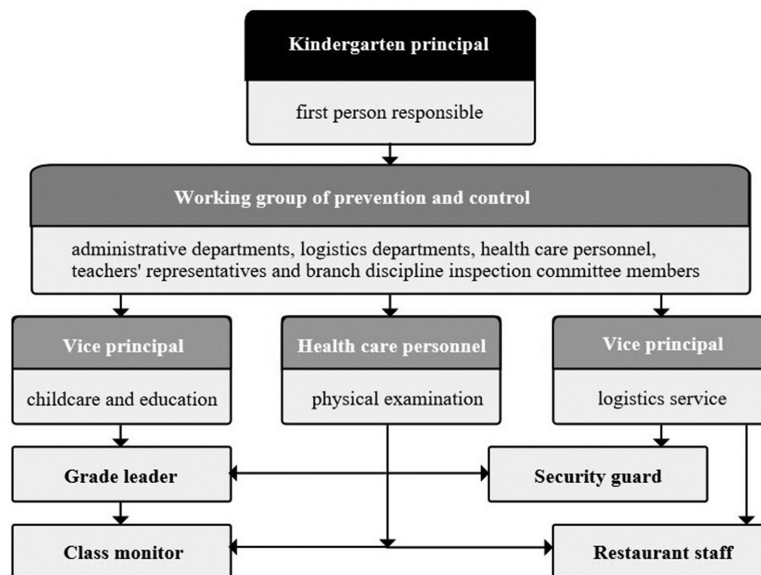 Kindergarten principal
first person responsible
Working group of prevention and control
administrative departments, logistics departments, health care personnel,
teachers' representatives and branch discipline inspection committee members
Vice principal
childcare and education
Health care personnel
physical examination
Vice principal
logistics service
Grade leader
Security guard
Class monitor
Restaurant staff